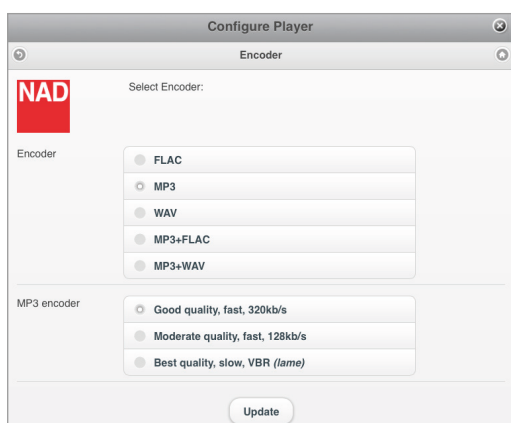 Configure Player
Encoder
NAD
Select Encoder:
Encoder
FLAC
MP3
WAV
MP3+FLAC
MP3+WAV
MP3 encoder
Good quality, fast, 320kb/s
Moderate quality, fast, 128kb/s
Best quality, slow, VBR (lame)
Update